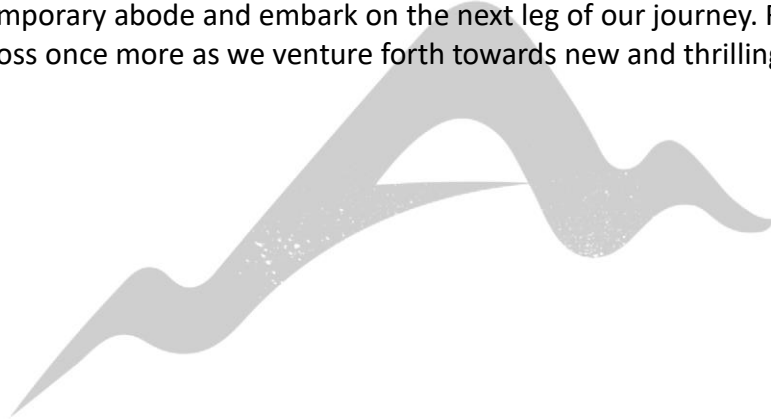 mporary abode and embark on the next leg of our journey. F
oss once more as we venture forth towards new and thrilling